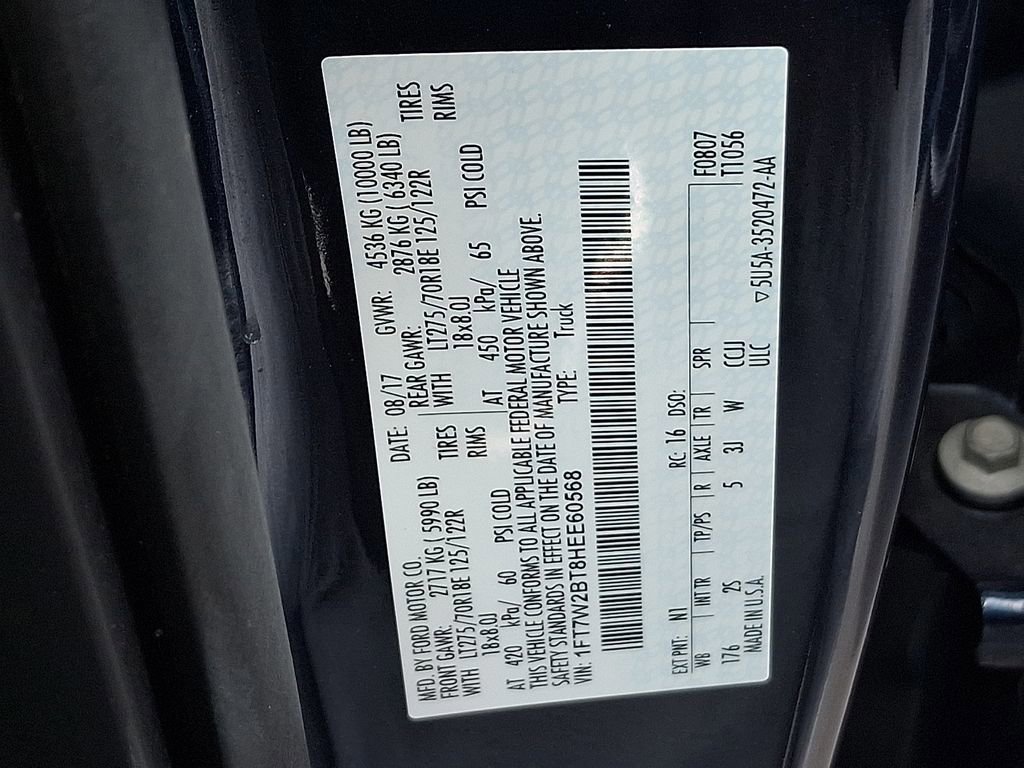 MFD. BY FORD MOTOR CO. DATE: 08/17 GVWR: 4536 KG (10000 LB)
FRONT GAWR: 2717 KG ( 5990 LB) REAR GAWR: 2876 KG ( 6340 LB)
WITH LT275/70R18E 125/122R TIRES WITH LT275/70R18E 125/122R TIRES
18x8.0J RIMS 18x8.0J RIMS
AT 420 kPa/ 60 PSI COLD AT 450 kPa/ 65 PSI COLD
THIS VEHICLE CONFORMS TO ALL APPLICABLE FEDERAL MOTOR VEHICLE
SAFETY STANDARDS IN EFFECT ON THE DATE OF MANUFACTURE SHOWN ABOVE.
VIN: 1FT7W2BT8HEE60568 TYPE: Truck
EXT PNT: N1 RC: 16 DSO:
WB INT TR TP/PS R AXLE TR SPR F0807
176 2S 5 3J W CCIJ T1056
MADE IN U.S.A. ULC ▽5U5A-3520472-AA